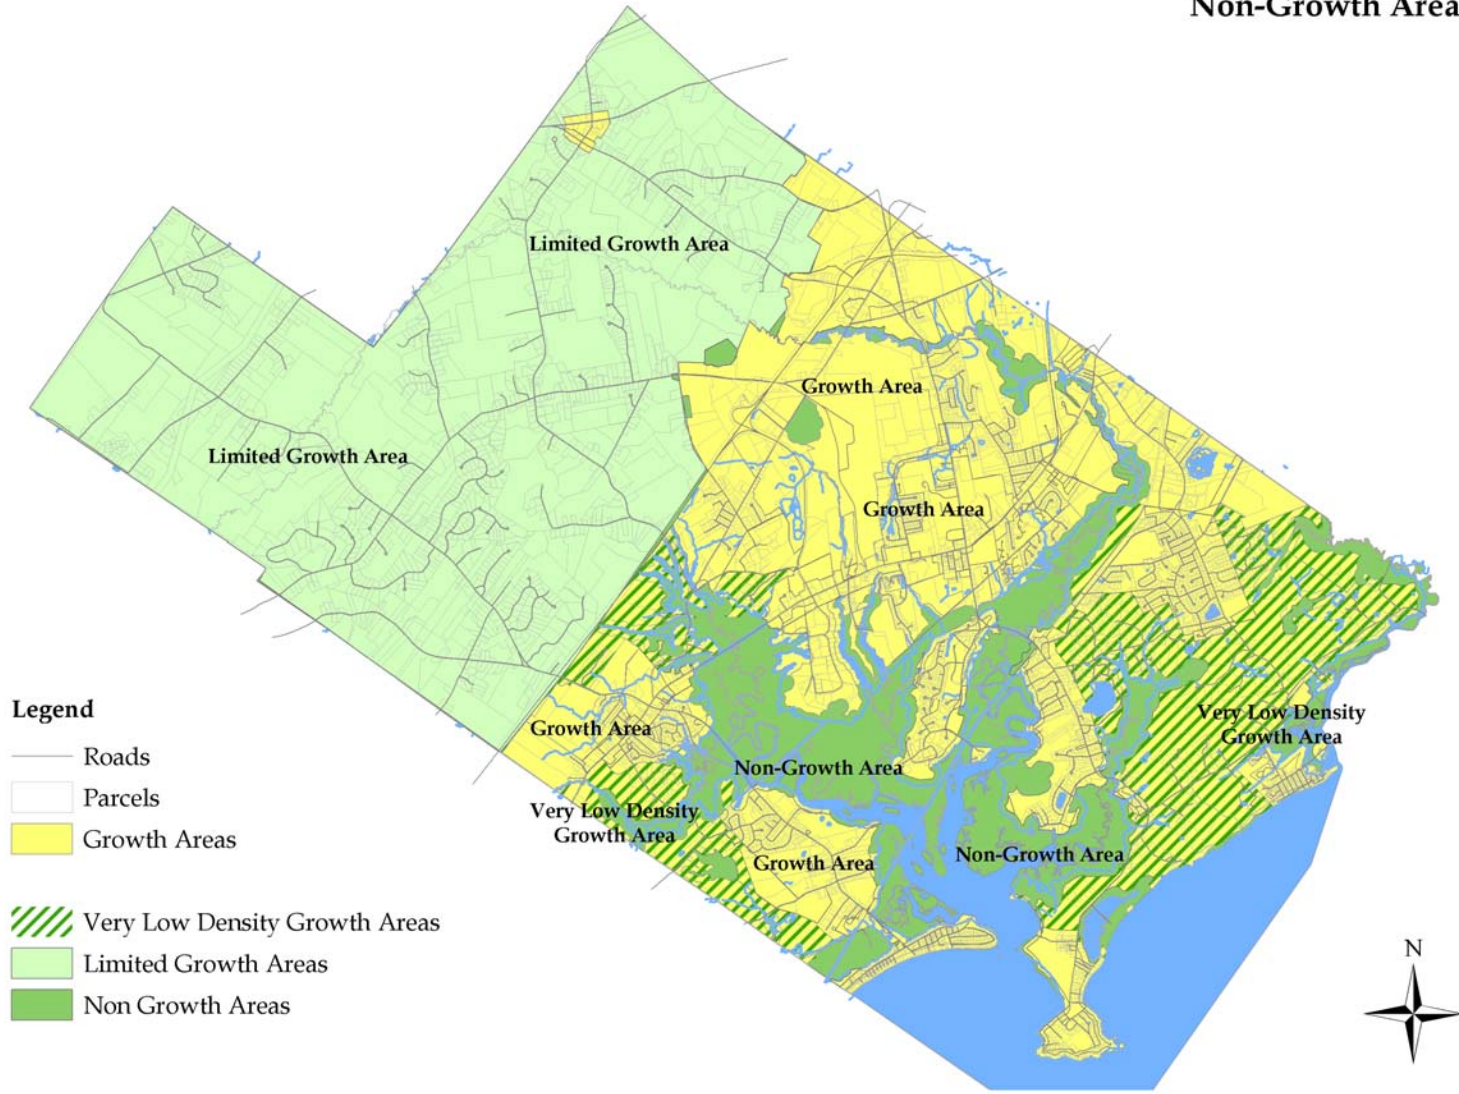 Non-Growth Area
Limited Growth Area
Growth Area
Limited Growth Area
Growth Area
Very Low Density
Growth Area
Growth Area
Non-Growth Area
Very Low Density
Growth Area
Growth Area
Non-Growth Area
Legend
Roads
Parcels
Growth Areas
Very Low Density Growth Areas
Limited Growth Areas
Non Growth Areas
N